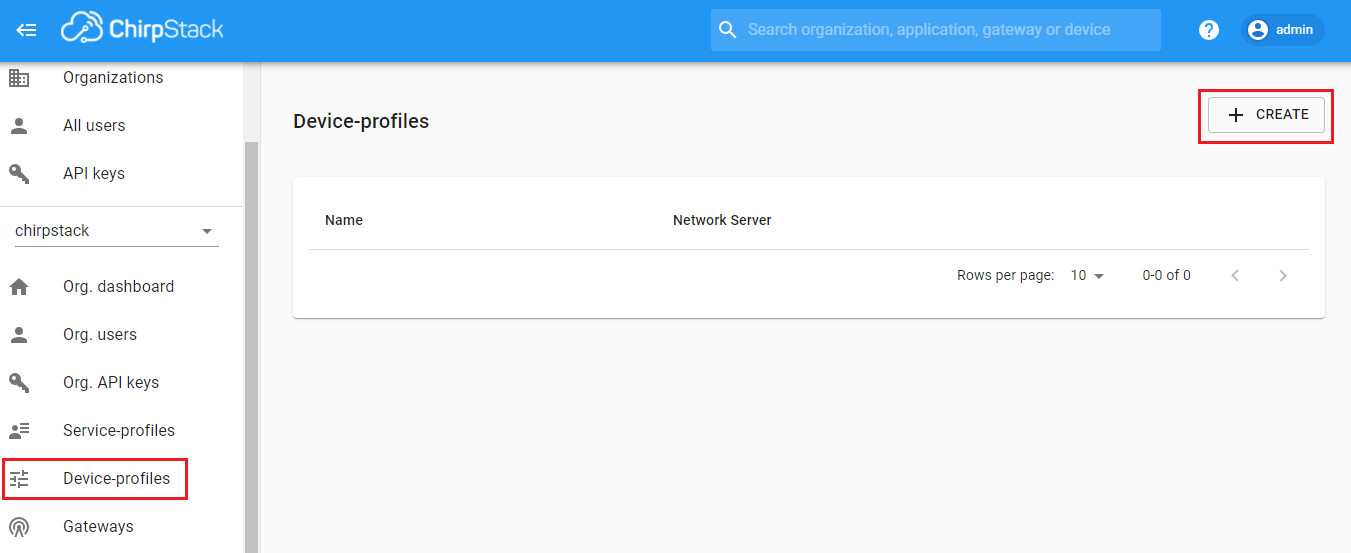 ChirpStack
Search organization, application, gateway or device
?
admin
Organizations
All users
API keys
chirpstack
Org. dashboard
Org. users
Org. API keys
Service-profiles
Device-profiles
Gateways
Device-profiles
+ CREATE
Name Network Server
Rows per page: 10 0-0 of 0